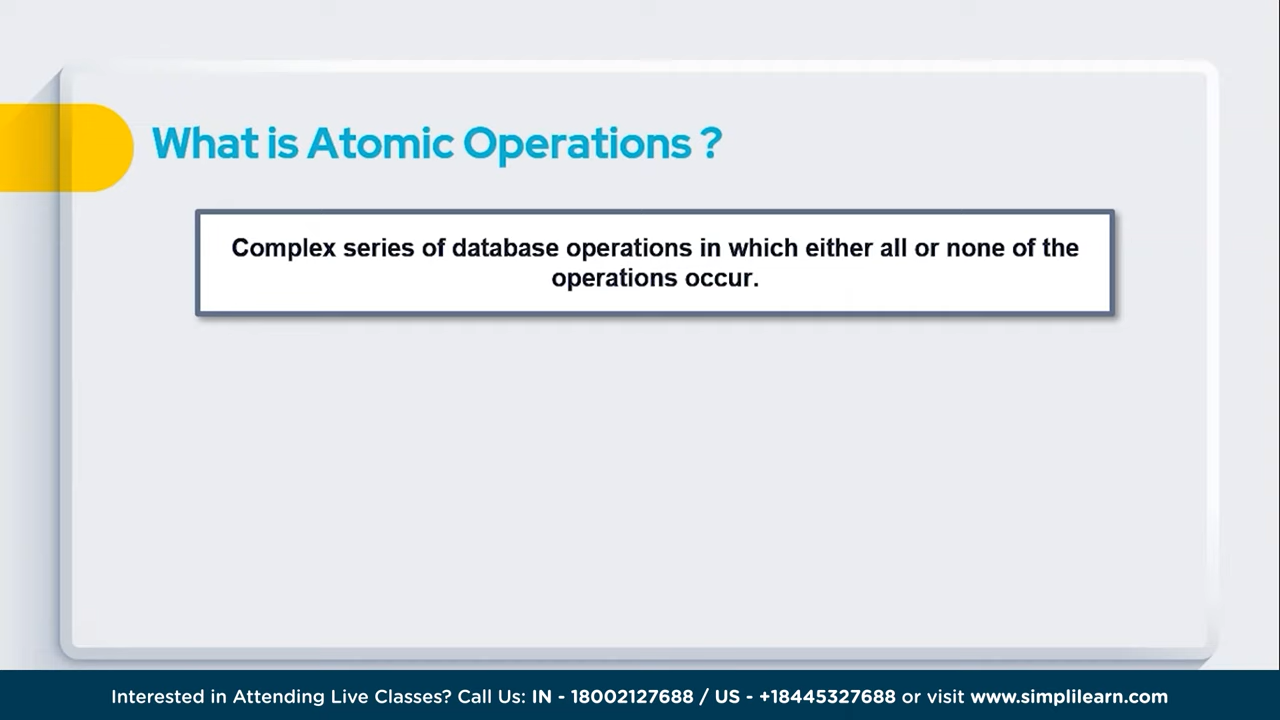 What is Atomic Operations ?
Complex series of database operations in which either all or none of the
operations occur.
Interested in Attending Live Classes? Call Us: IN - 18002127688 / US - +18445327688 or visit www.simplilearn.com